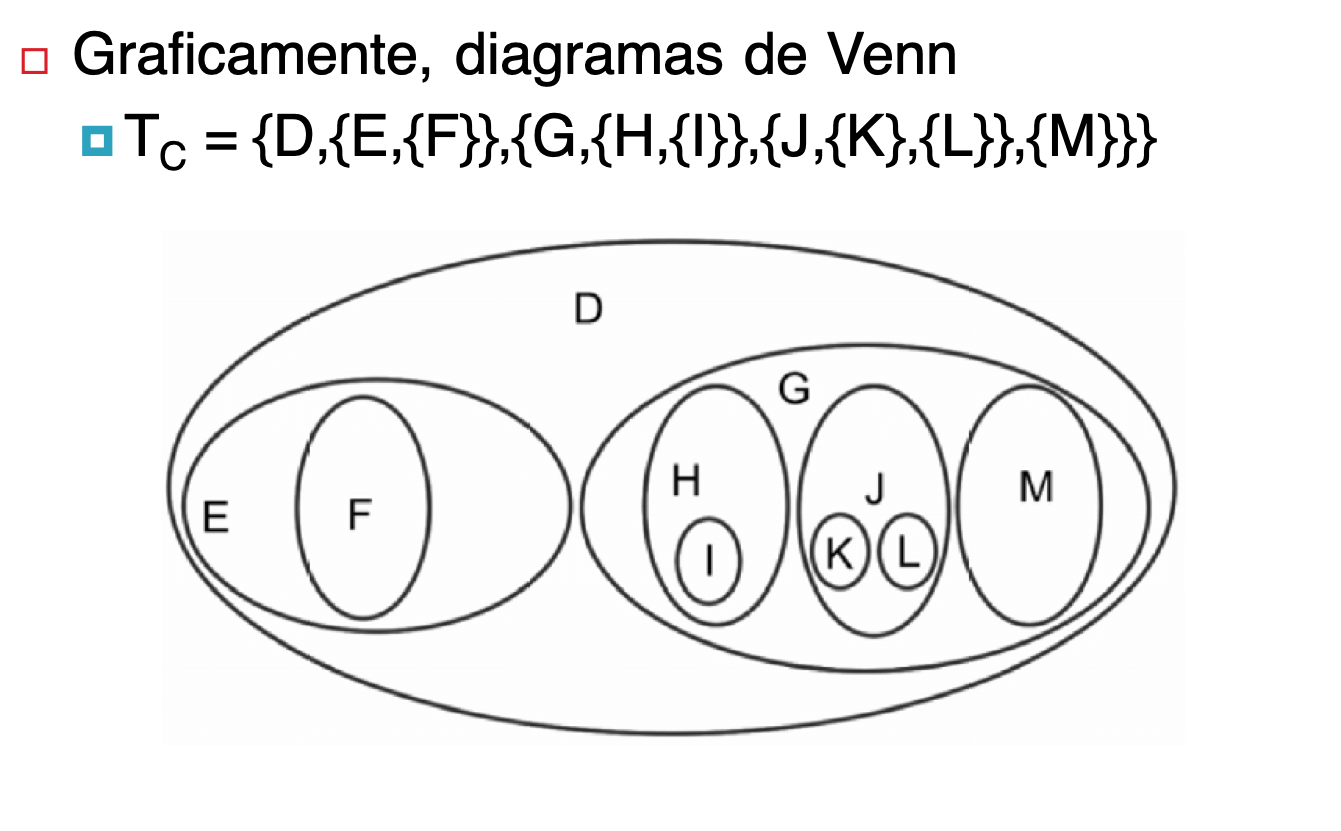 Graficamente, diagramas de Venn
T_C = {D,{E,{F}},{G,{H,{I}},{J,{K},{L}},{M}}}
D
G
H
J
M
E
F
I
K
L